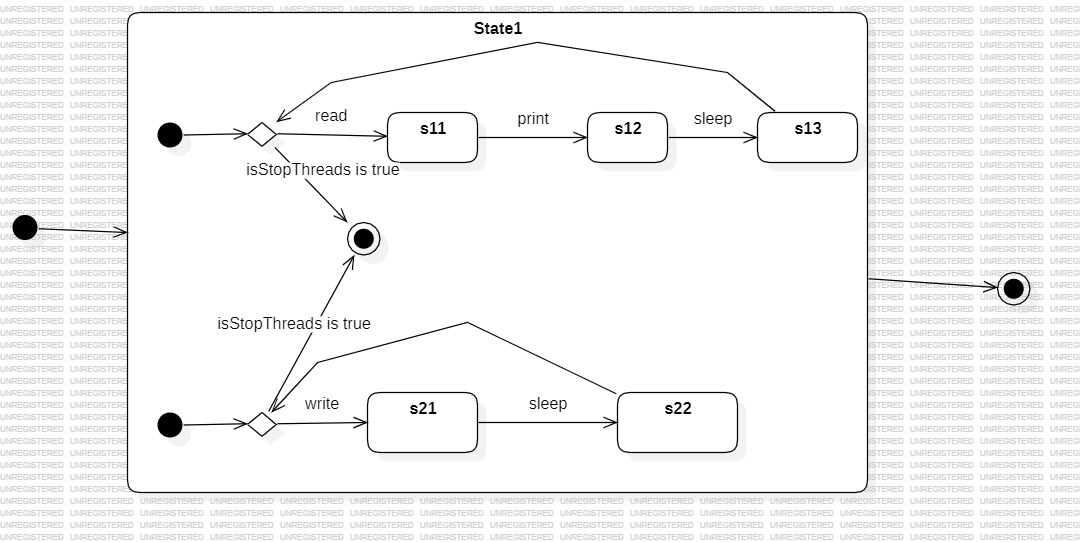 State1
read
print
sleep
s11
s12
s13
isStopThreads is true
isStopThreads is true
write
sleep
s21
s22
UNREGISTERED